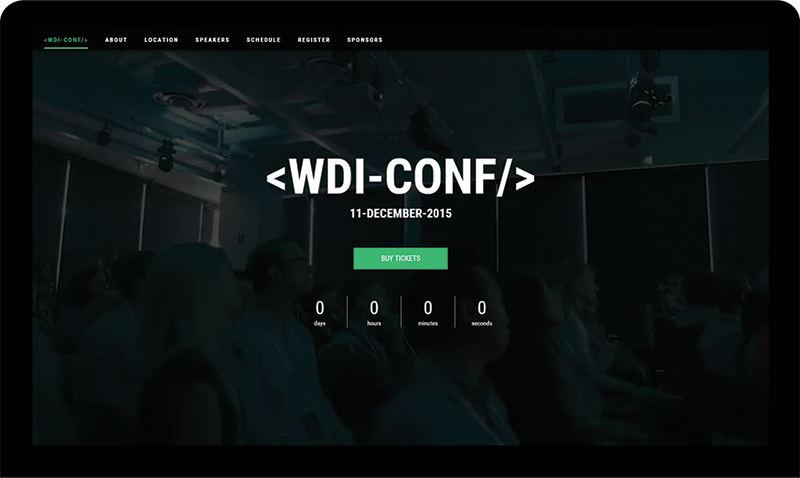 <WDI-CONF/> ABOUT LOCATION SPEAKERS SCHEDULE REGISTER SPONSORS
<WDI-CONF/>
11-DECEMBER-2015
BUY TICKETS
0 0 0 0
days hours minutes seconds